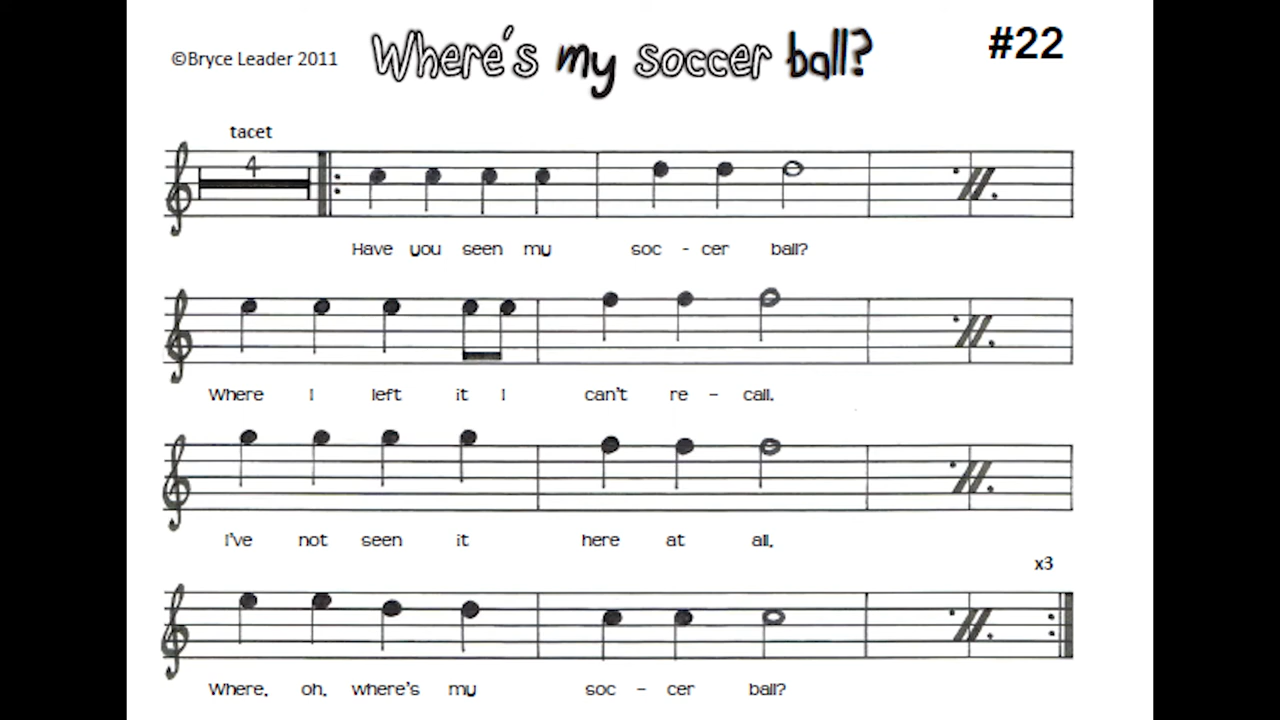 ©Bryce Leader 2011 Where's my soccer ball? #22
tacet
4
Have you seen my soc - cer ball?
Where I left it I can't re - call.
I've not seen it here at all.
x3
Where, oh, where's my soc - cer ball?